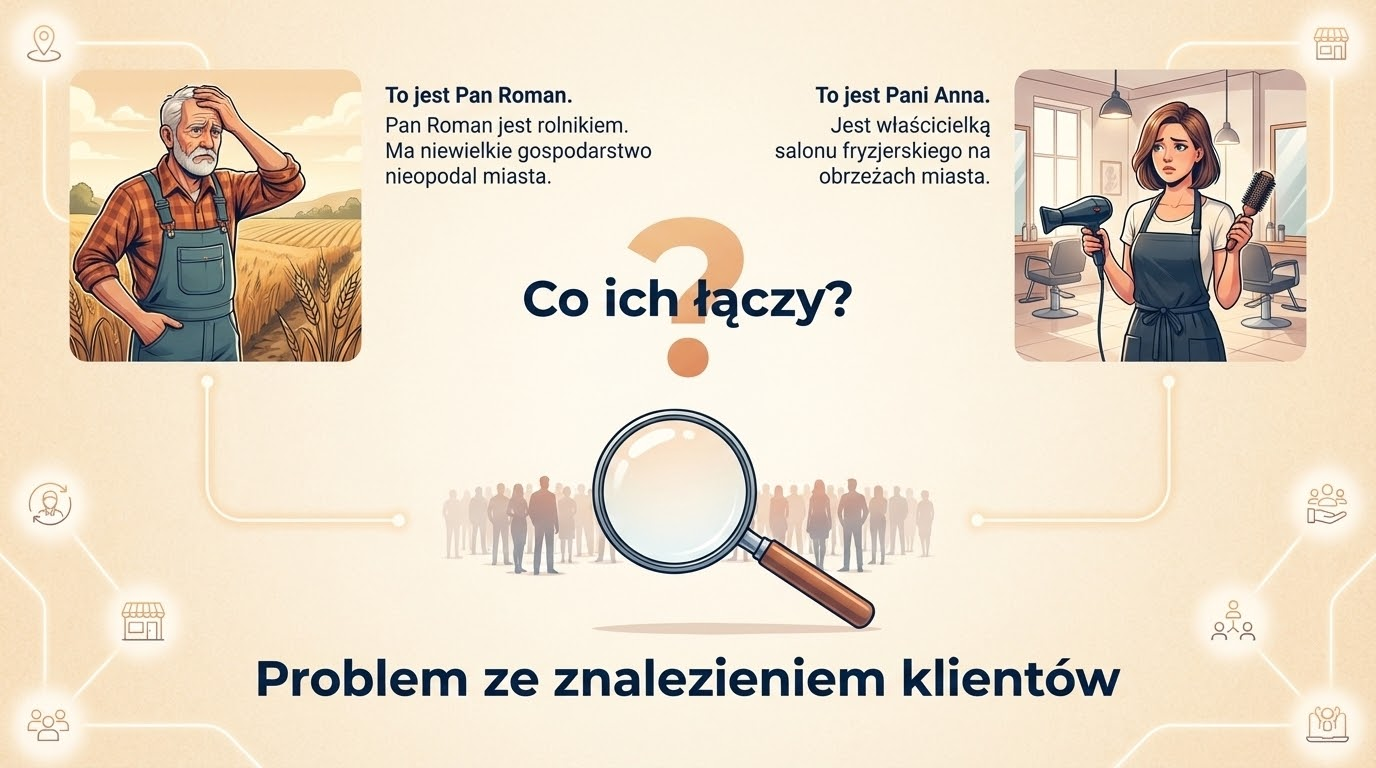 To jest Pan Roman.
Pan Roman jest rolnikiem.
Ma niewielkie gospodarstwo
nieopodal miasta.
To jest Pani Anna.
Jest właścicielką
salonu fryzjerskiego na
obrzeżach miasta.
?
Co ich łączy?
Problem ze znalezieniem klientów